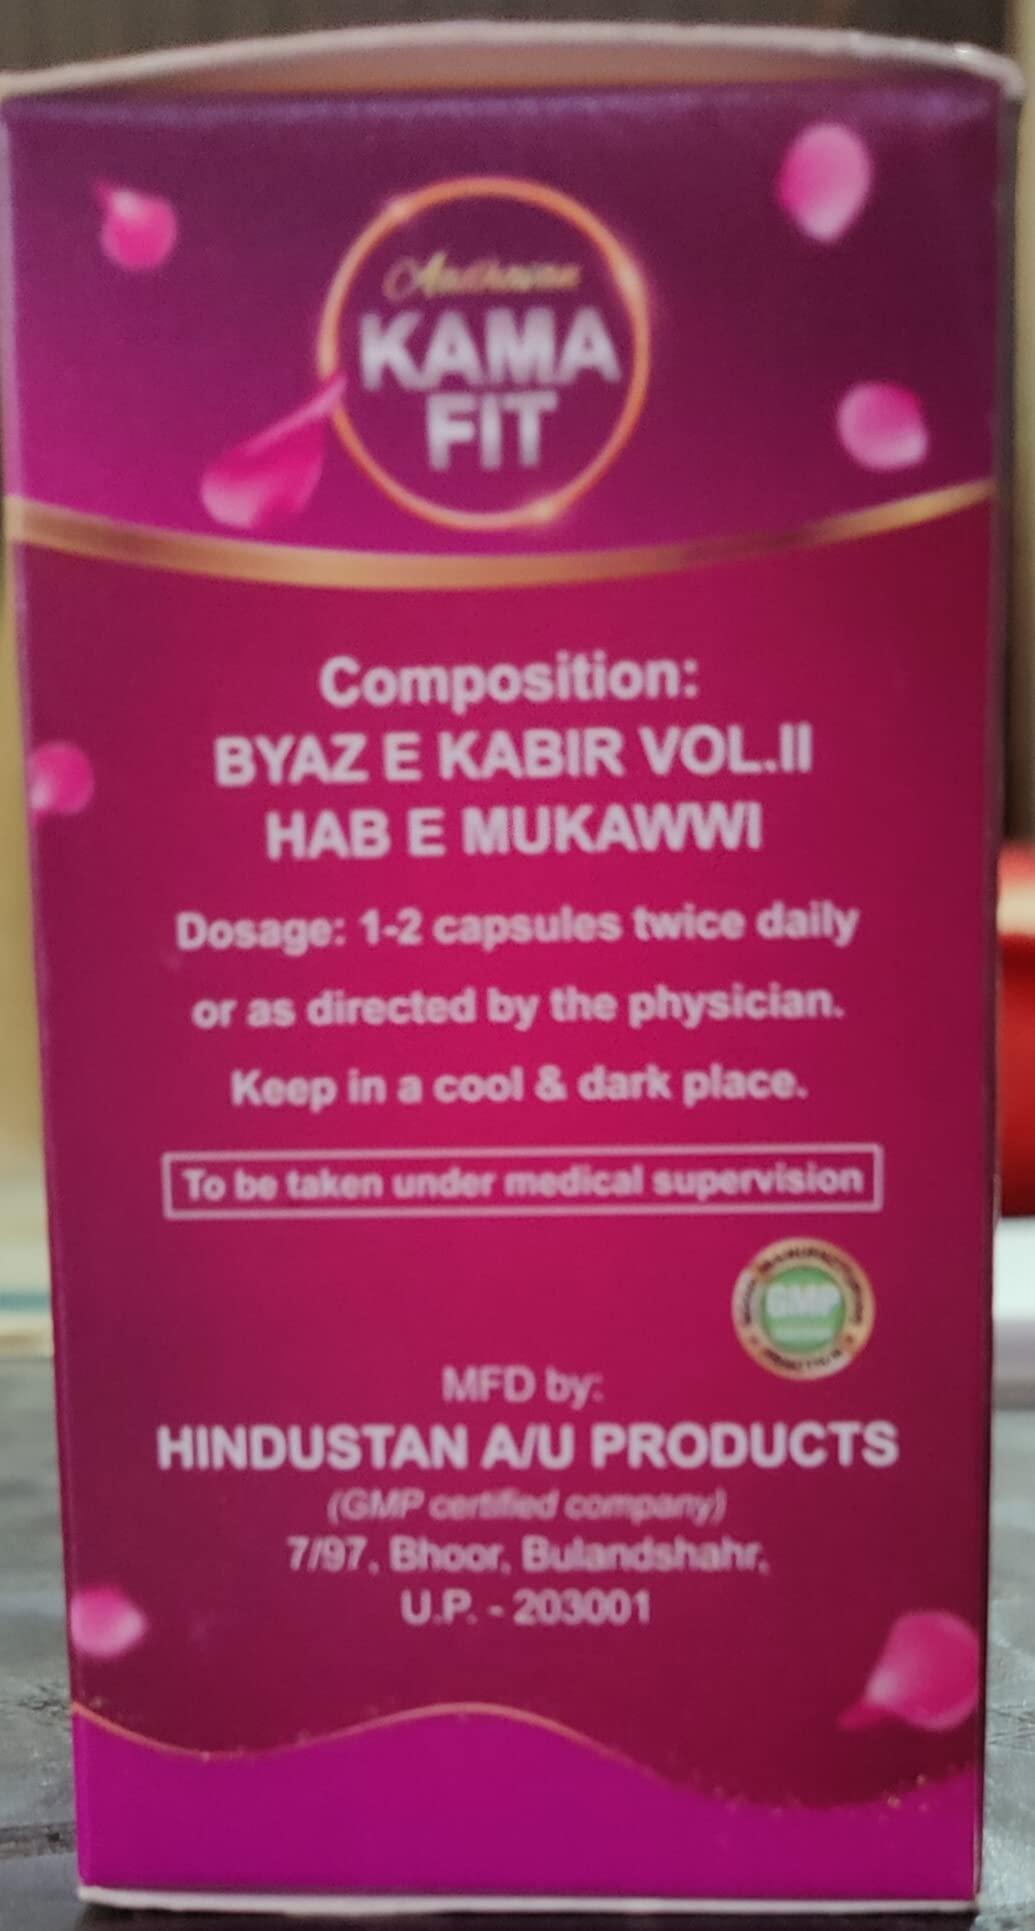 KAMA
FIT
Composition:
BYAZ E KABIR VOL.II
HAB E MUKAWWI
Dosage: 1-2 capsules twice daily
or as directed by the physician.
Keep in a cool & dark place.
To be taken under medical supervision
GMP
MFD by:
HINDUSTAN A/U PRODUCTS
(GMP certified company)
7/97, Bhoor, Bulandshahr,
U.P. - 203001